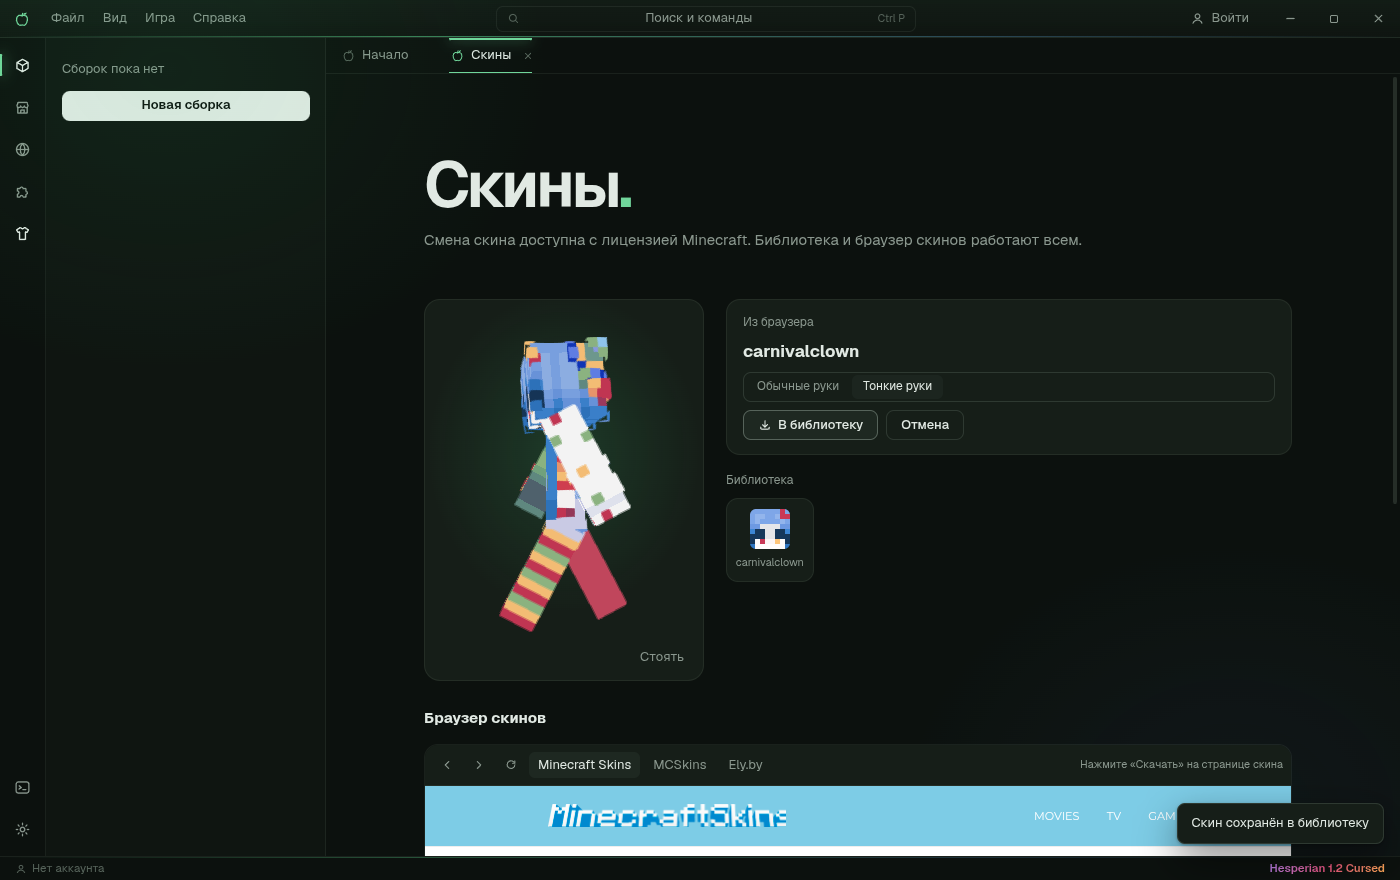 Файл Вид Игра Справка Поиск и команды Ctrl P Войти
Начало Скины
Сборок пока нет
Новая сборка
Скины.
Смена скина доступна с лицензией Minecraft. Библиотека и браузер скинов работают всем.
Из браузера
carnivalclown
Обычные руки Тонкие руки
В библиотеку Отмена
Библиотека
carnivalclown
Стоять
Браузер скинов
Minecraft Skins MCSkins Ely.by Нажмите «Скачать» на странице скина
MinecraftSkins MOVIES TV GAM
Скин сохранён в библиотеку
Нет аккаунта Hesperian 1.2 Cursed